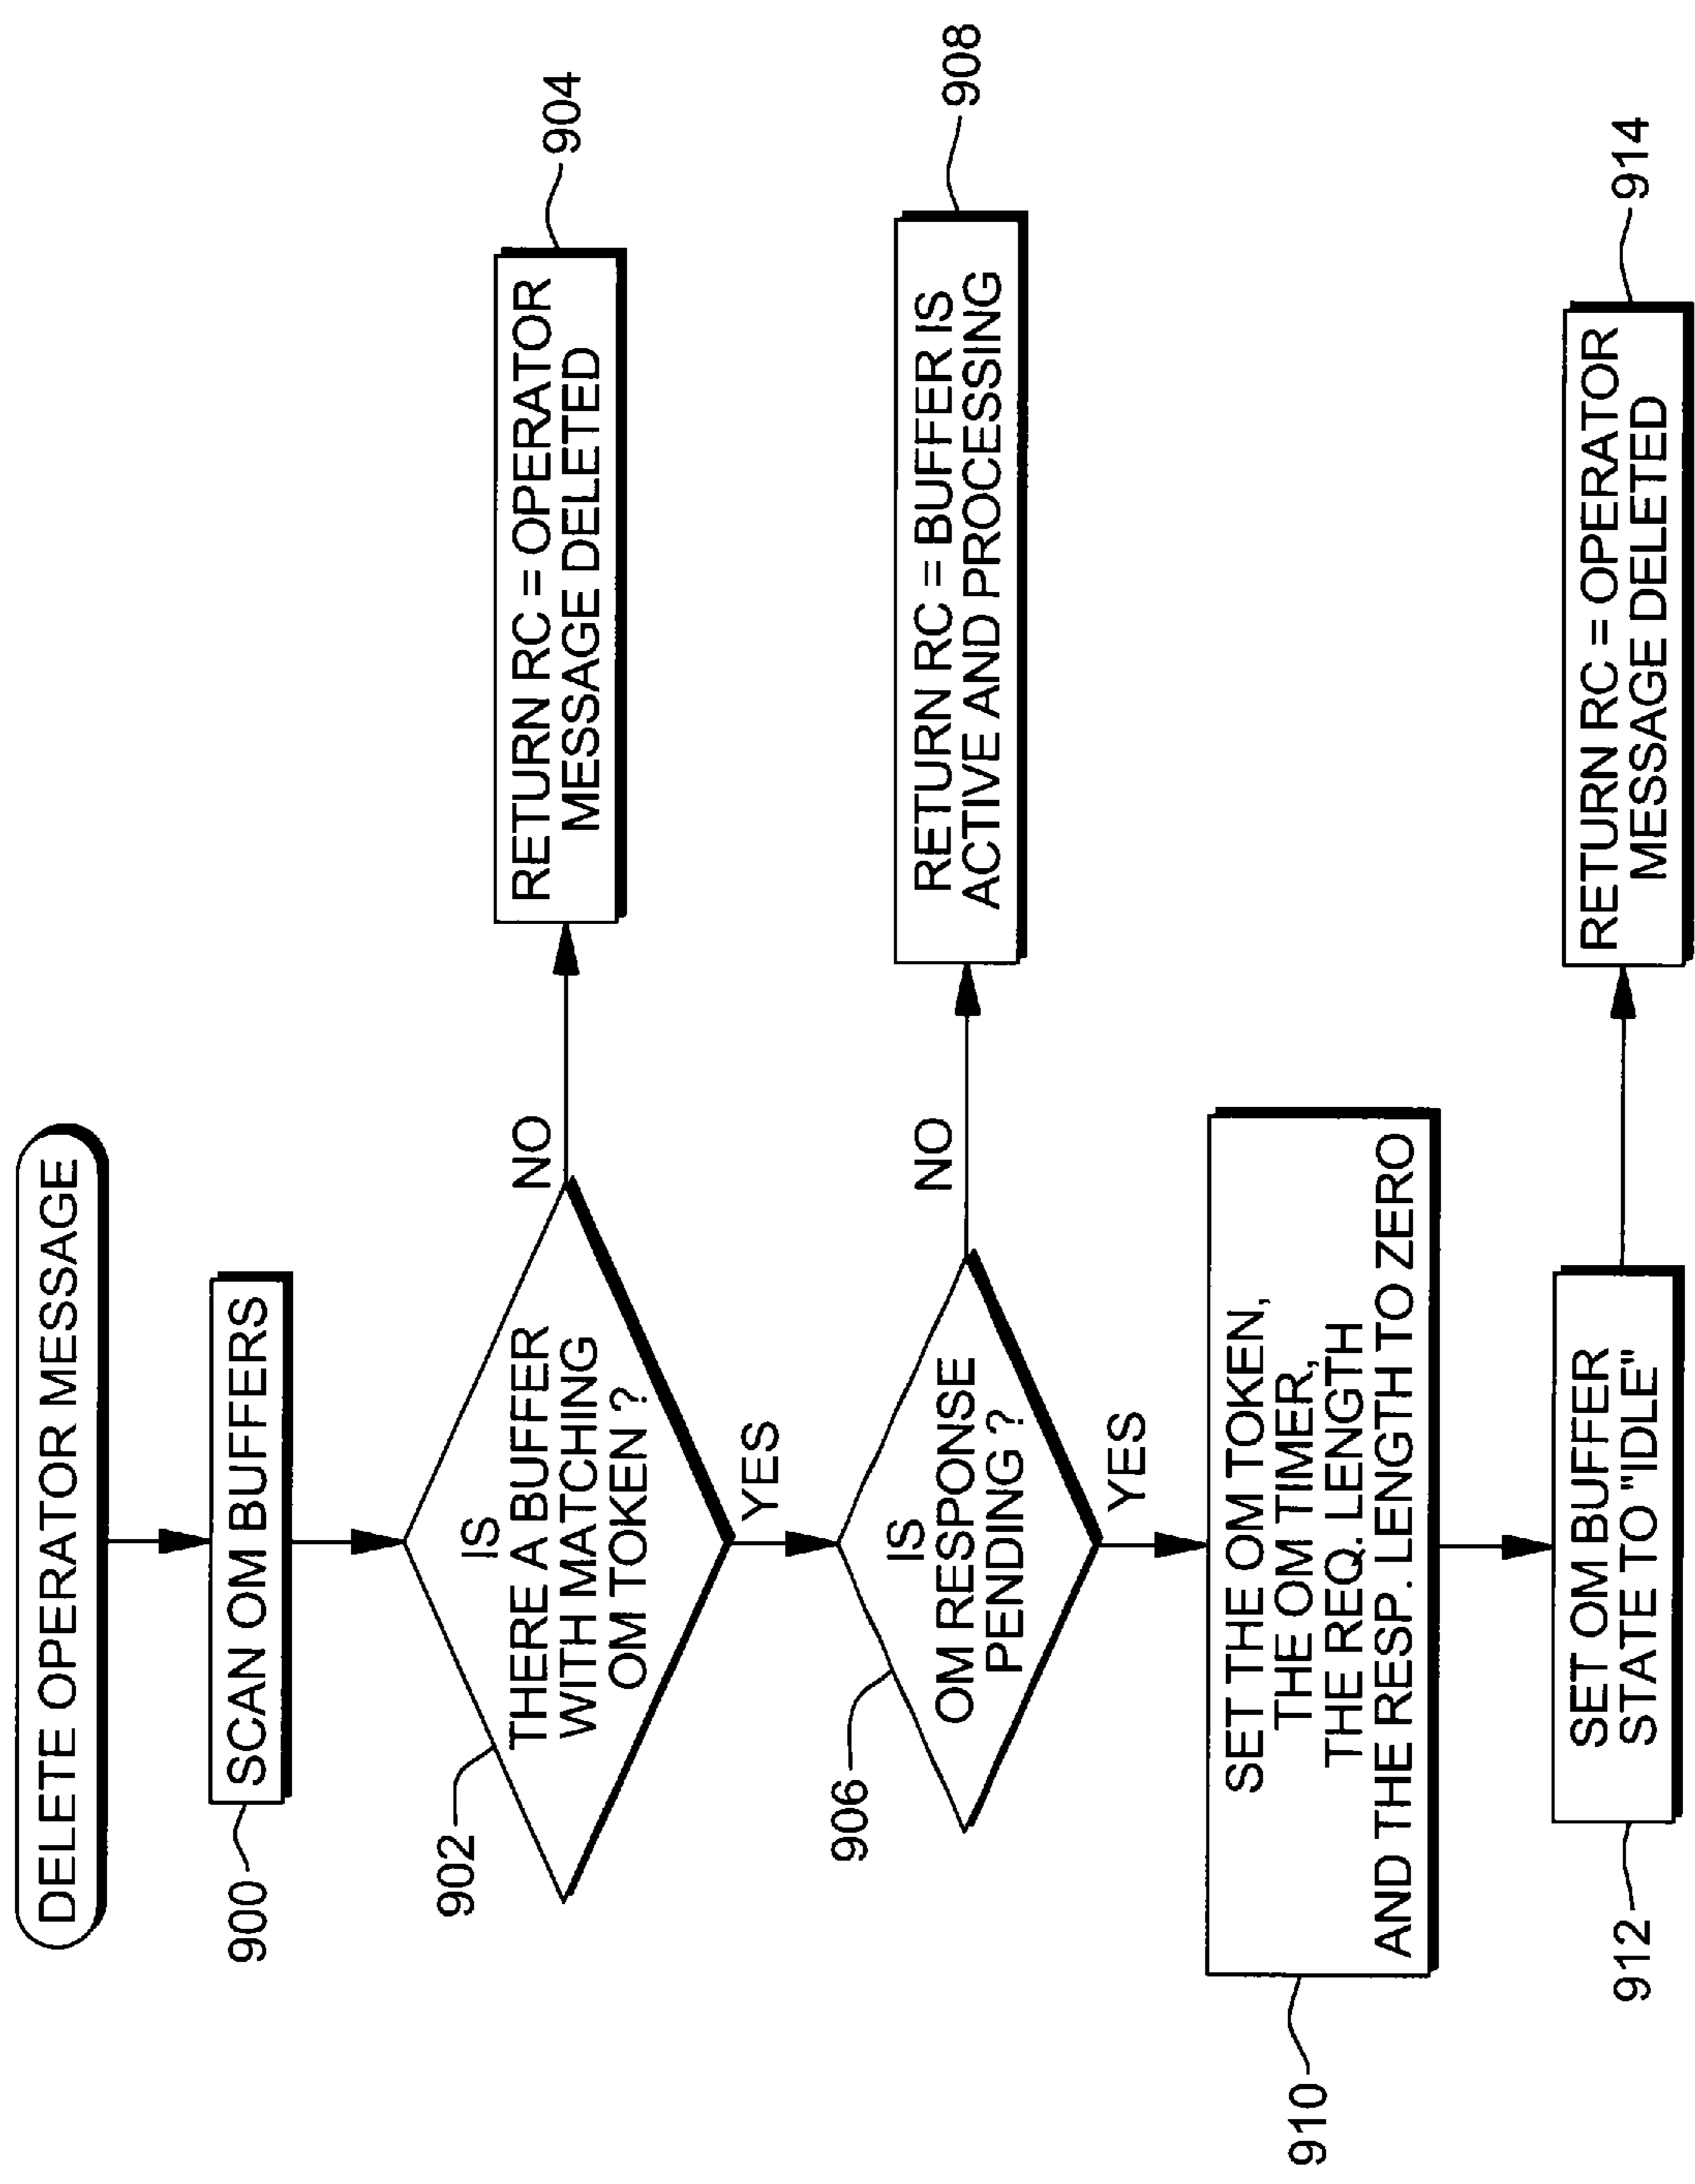 DELETE OPERATOR MESSAGE
900
SCAN OM BUFFERS
902
IS
THERE A BUFFER
WITH MATCHING
OM TOKEN ?
NO
RETURN RC = OPERATOR
MESSAGE DELETED
904
YES
906
IS
OM RESPONSE
PENDING ?
NO
RETURN RC = BUFFER IS
ACTIVE AND PROCESSING
908
YES
910
SET THE OM TOKEN,
THE OM TIMER,
THE REQ. LENGTH
AND THE RESP. LENGTH TO ZERO
912
SET OM BUFFER
STATE TO "IDLE"
RETURN RC = OPERATOR
MESSAGE DELETED
914